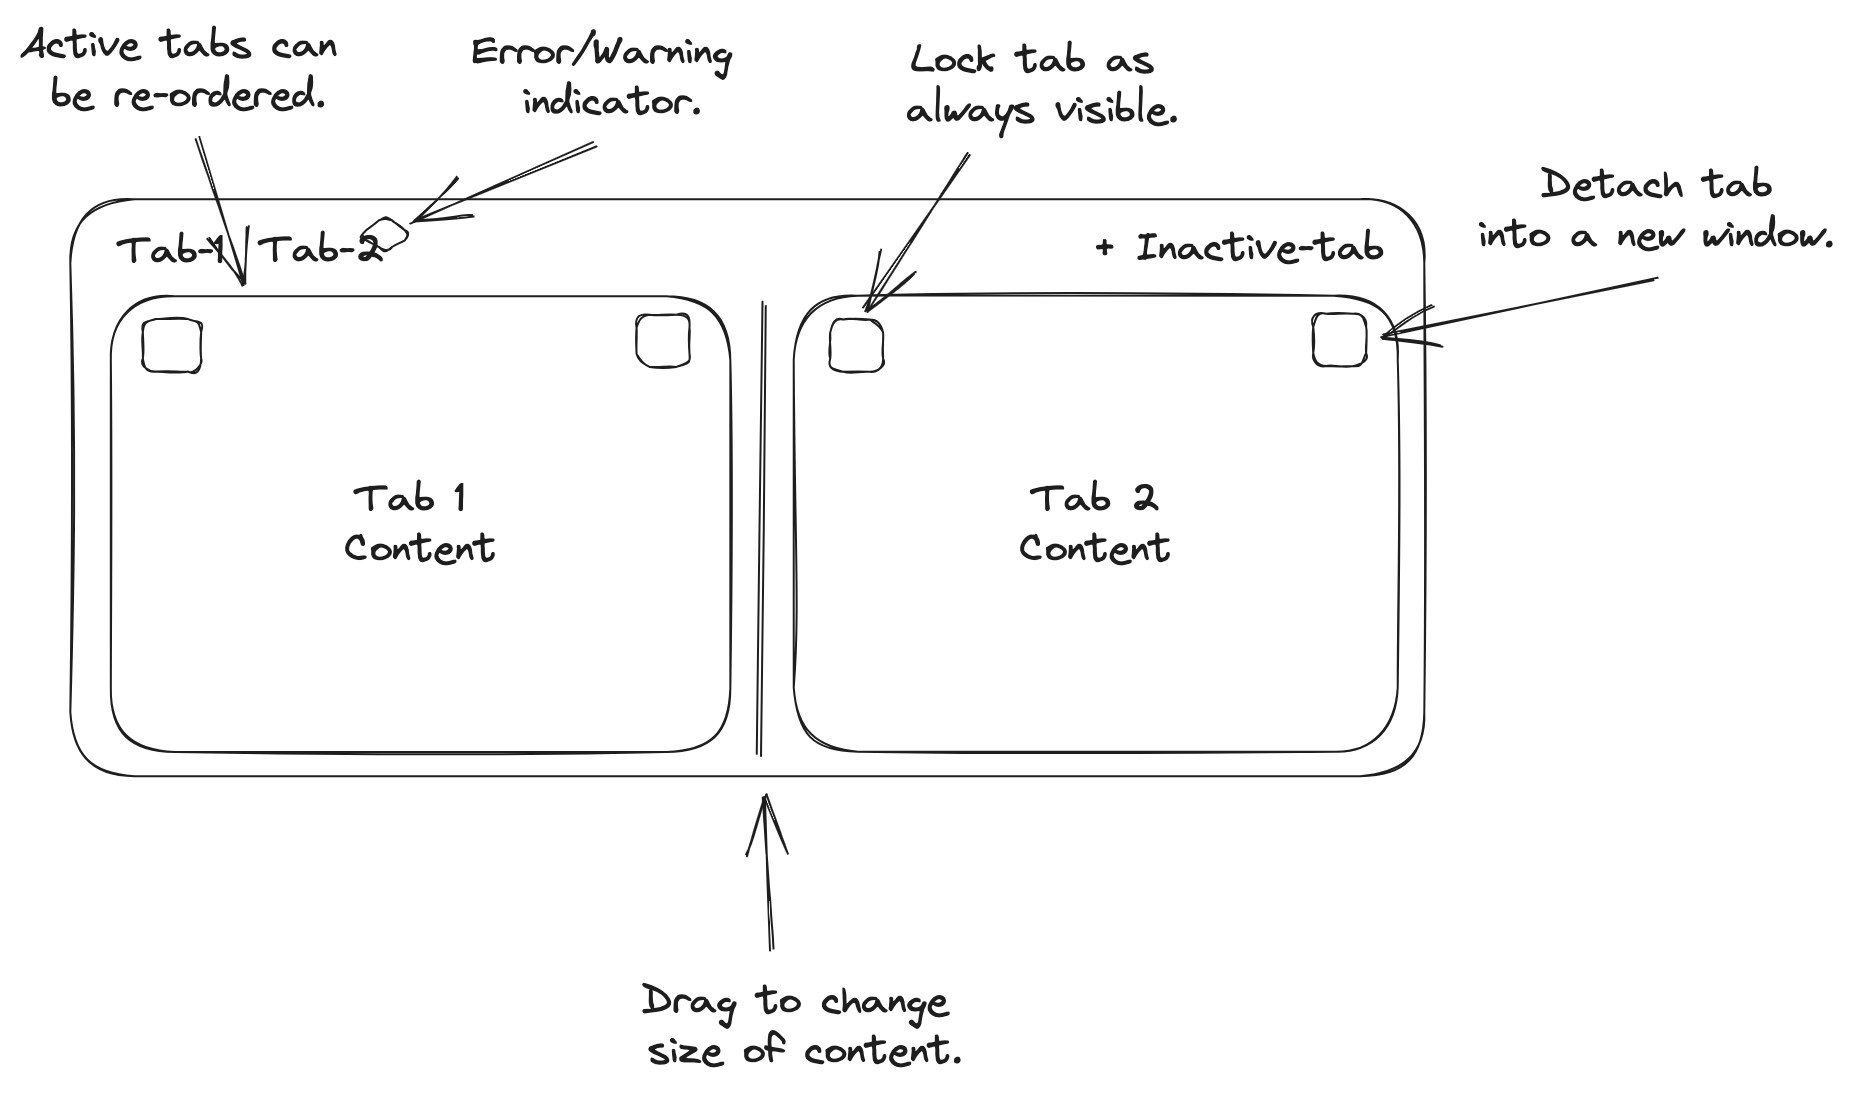 Active tabs can
be re-ordered.
Error/Warning
indicator.
Lock tab as
always visible.
Detach tab
into a new window.
Tab-1 Tab-2
+ Inactive-tab
Tab 1
Content
Tab 2
Content
Drag to change
size of content.